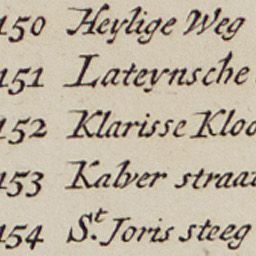 150 Heylige Weg
151 Lateynsche
152 Klarisse Kloo
153 Kalver straa
154 St. Joris steeg